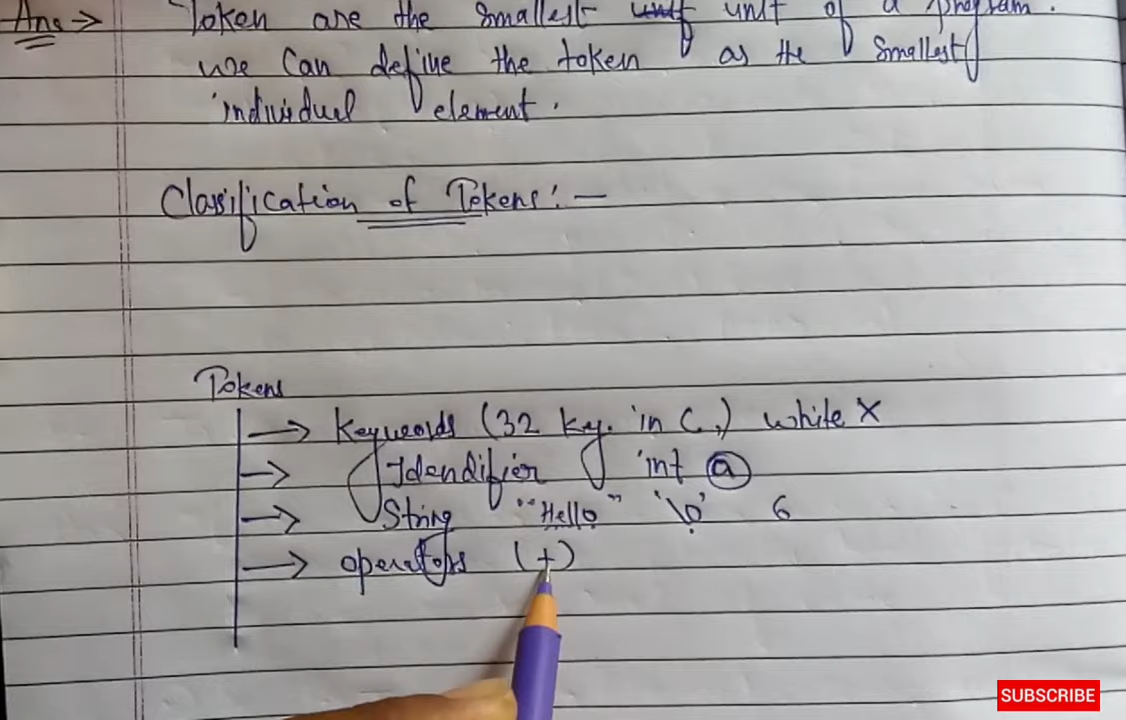 Ans → Token are the smallest unit of a program.
we can define the token as the smallest
individual element.
Classification of Tokens :-
Tokens
→ Keywords (32 key. in C,) while X
→ Idendifier int a
→ String "Hello" '\0' 6
→ operators (+)
SUBSCRIBE